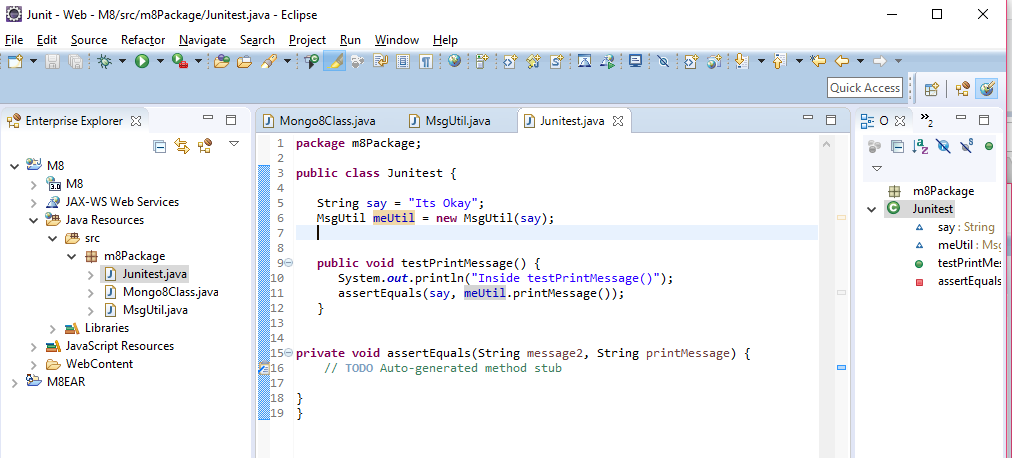 Junit - Web - M8/src/m8Package/Junitest.java - Eclipse
File Edit Source Refactor Navigate Search Project Run Window Help
Quick Access
Enterprise Explorer
M8
M8
JAX-WS Web Services
Java Resources
src
m8Package
Junitest.java
Mongo8Class.java
MsgUtil.java
Libraries
JavaScript Resources
WebContent
M8EAR
Mongo8Class.java MsgUtil.java Junitest.java
1 package m8Package;
2
3 public class Junitest {
4
5 String say = "Its Okay";
6 MsgUtil meUtil = new MsgUtil(say);
7
8
9 public void testPrintMessage() {
10 System.out.println("Inside testPrintMessage()");
11 assertEquals(say, meUtil.printMessage());
12 }
13
14
15 private void assertEquals(String message2, String printMessage) {
16 // TODO Auto-generated method stub
17
18 }
19 }
O »2
m8Package
Junitest
say : String
meUtil : Ms
testPrintMe
assertEquals